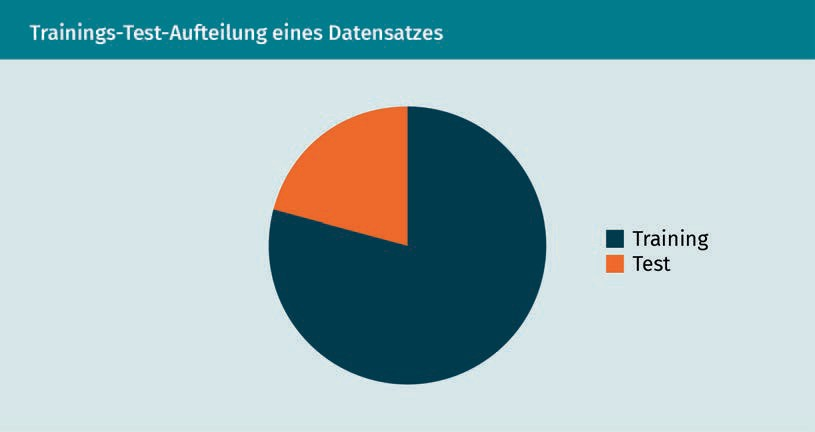 Trainings-Test-Aufteilung eines Datensatzes
Training
Test